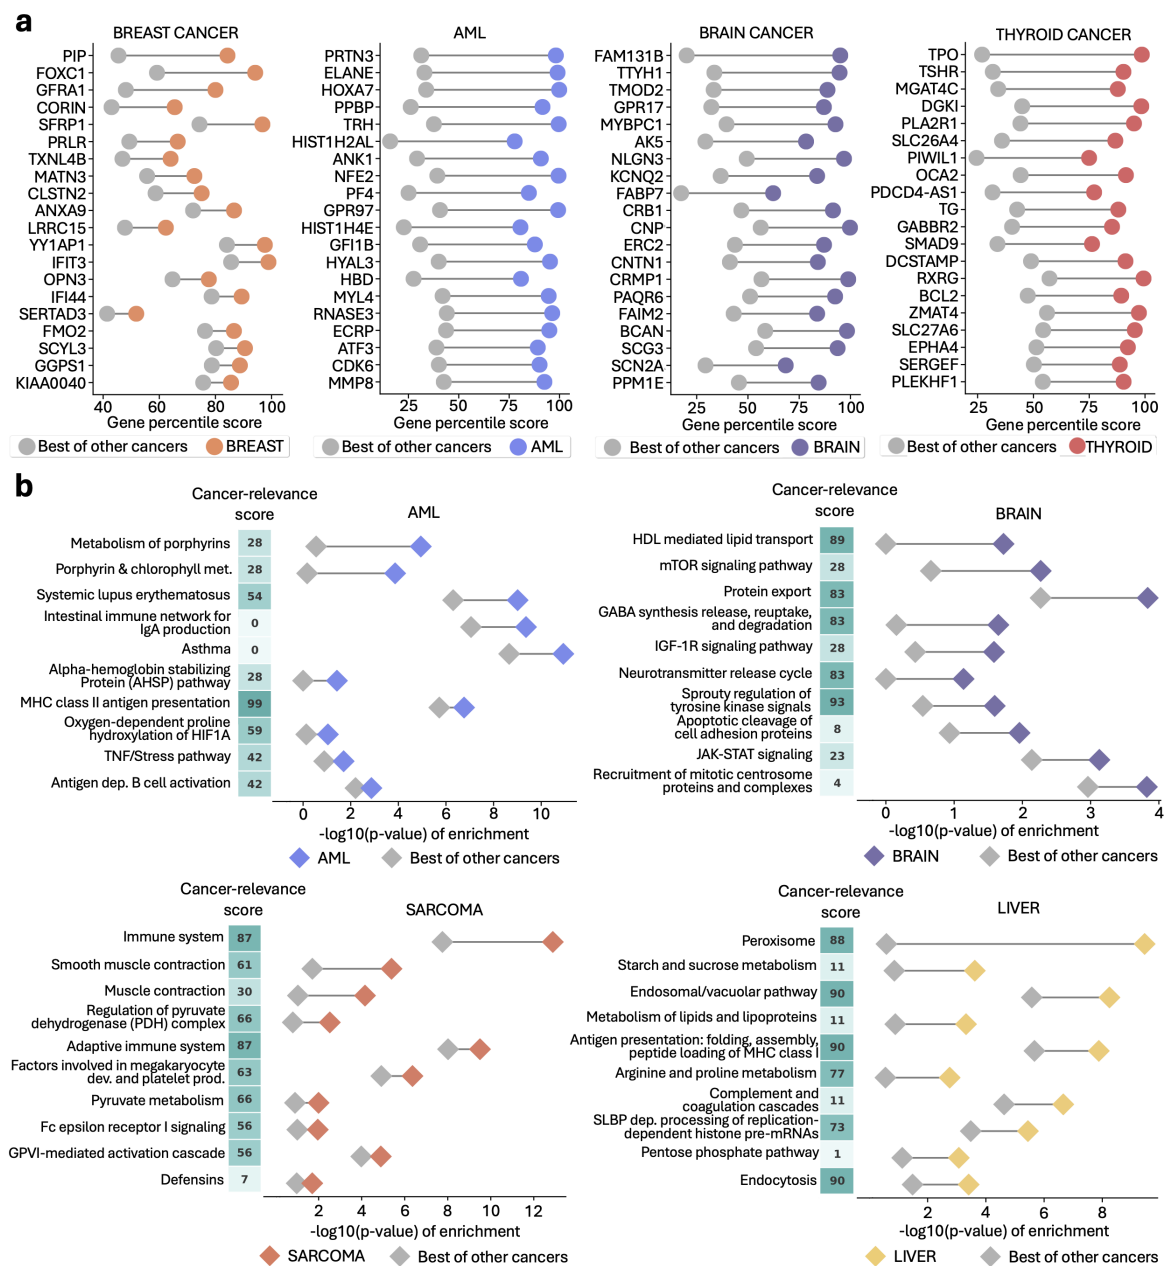 a
BREAST CANCER
PIP
FOXC1
GFRA1
CORIN
SFRP1
PRLR
TXNL4B
MATN3
CLSTN2
ANXA9
LRRC15
YY1AP1
IFIT3
OPN3
IFI44
SERTAD3
FMO2
SCYL3
GGPS1
KIAA0040
40 60 80 100
Gene percentile score
Best of other cancers BREAST
AML
PRTN3
ELANE
HOXA7
PPBP
TRH
HIST1H2AL
ANK1
NFE2
PF4
GPR97
HIST1H4E
GFI1B
HYAL3
HBD
MYL4
RNASE3
ECRP
ATF3
CDK6
MMP8
25 50 75 100
Gene percentile score
Best of other cancers AML
BRAIN CANCER
FAM131B
TTYH1
TMOD2
GPR17
MYBPC1
AK5
NLGN3
KCNQ2
FABP7
CRB1
CNP
ERC2
CNTN1
CRMP1
PAQR6
FAIM2
BCAN
SCG3
SCN2A
PPM1E
25 50 75 100
Gene percentile score
Best of other cancers BRAIN
THYROID CANCER
TPO
TSHR
MGAT4C
DGKI
PLA2R1
SLC26A4
PIWIL1
OCA2
PDCD4-AS1
TG
GABBR2
SMAD9
DCSTAMP
RXRG
BCL2
ZMAT4
SLC27A6
EPHA4
SERGEF
PLEKHF1
25 50 75 100
Gene percentile score
Best of other cancers THYROID
b
Cancer-relevance
score
AML
Metabolism of porphyrins 28
Porphyrin & chlorophyll met. 28
Systemic lupus erythematosus 54
Intestinal immune network for
IgA production 0
Asthma 0
Alpha-hemoglobin stabilizing
Protein (AHSP) pathway 28
MHC class II antigen presentation 99
Oxygen-dependent proline
hydroxylation of HIF1A 59
TNF/Stress pathway 42
Antigen dep. B cell activation 42
0 2 4 6 8 10
-log10(p-value) of enrichment
AML Best of other cancers
Cancer-relevance
score
BRAIN
HDL mediated lipid transport 89
mTOR signaling pathway 28
Protein export 83
GABA synthesis release, reuptake,
and degradation 83
IGF-1R signaling pathway 28
Neurotransmitter release cycle 83
Sprouty regulation of
tyrosine kinase signals 93
Apoptotic cleavage of
cell adhesion proteins 8
JAK-STAT signaling 23
Recruitment of mitotic centrosome
proteins and complexes 4
0 1 2 3 4
-log10(p-value) of enrichment
BRAIN Best of other cancers
Cancer-relevance
score
SARCOMA
Immune system 87
Smooth muscle contraction 61
Muscle contraction 30
Regulation of pyruvate
dehydrogenase (PDH) complex 66
Adaptive immune system 87
Factors involved in megakaryocyte
dev. and platelet prod. 63
Pyruvate metabolism 66
Fc epsilon receptor I signaling 56
GPVI-mediated activation cascade 56
Defensins 7
2 4 6 8 10 12
-log10(p-value) of enrichment
SARCOMA Best of other cancers
Cancer-relevance
score
LIVER
Peroxisome 88
Starch and sucrose metabolism 11
Endosomal/vacuolar pathway 90
Metabolism of lipids and lipoproteins 11
Antigen presentation: folding, assembly,
peptide loading of MHC class I 90
Arginine and proline metabolism 77
Complement and
coagulation cascades 11
SLBP dep. processing of replication-
dependent histone pre-mRNAs 73
Pentose phosphate pathway 1
Endocytosis 90
2 4 6 8
-log10(p-value) of enrichment
LIVER Best of other cancers